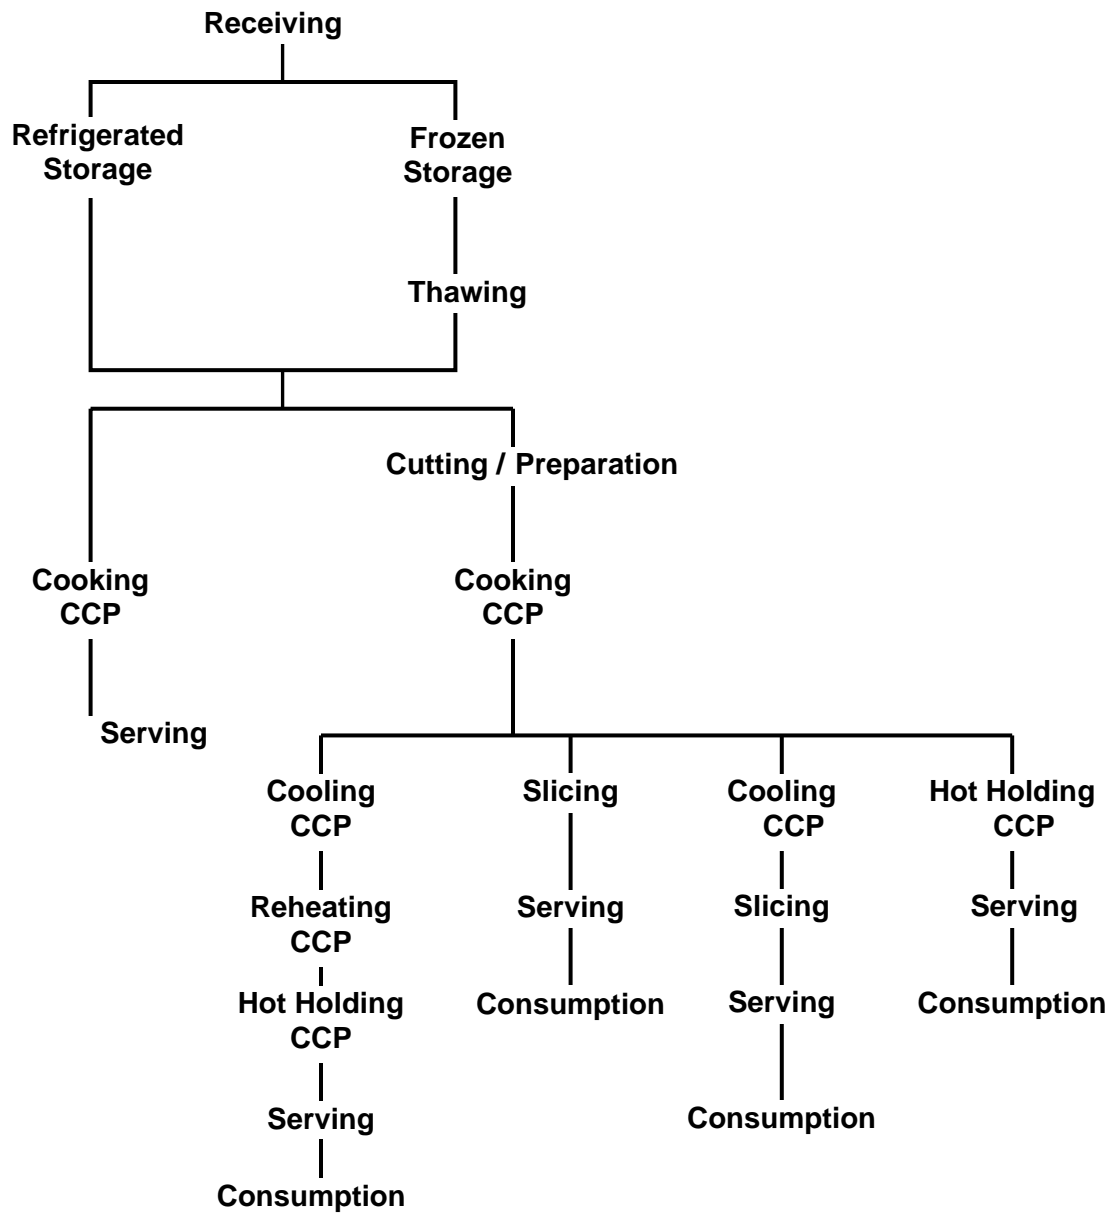 Receiving
Refrigerated
Storage
Frozen
Storage
Thawing
Cutting / Preparation
Cooking
CCP
Cooking
CCP
Serving
Cooling
CCP
Slicing
Cooling
CCP
Hot Holding
CCP
Reheating
CCP
Serving
Slicing
Serving
Hot Holding
CCP
Consumption
Serving
Consumption
Serving
Consumption
Consumption